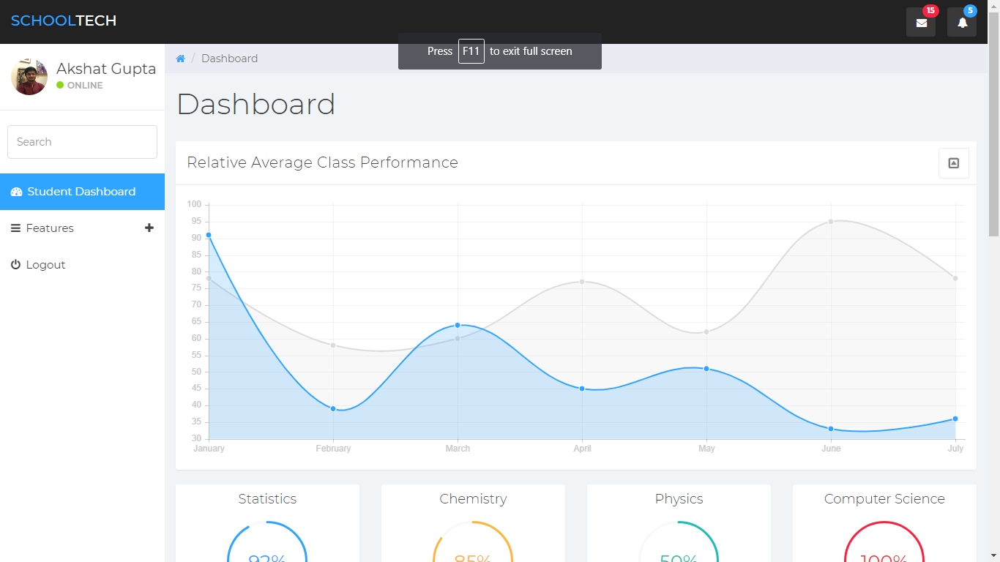 SCHOOLTECH
15
5
Press F11 to exit full screen
Akshat Gupta
ONLINE
Dashboard
Dashboard
Search
Relative Average Class Performance
Student Dashboard
Features
Logout
100
95
90
85
80
75
70
65
60
55
50
45
40
35
30
January February March April May June July
Statistics Chemistry Physics Computer Science
92% 85% 50% 100%